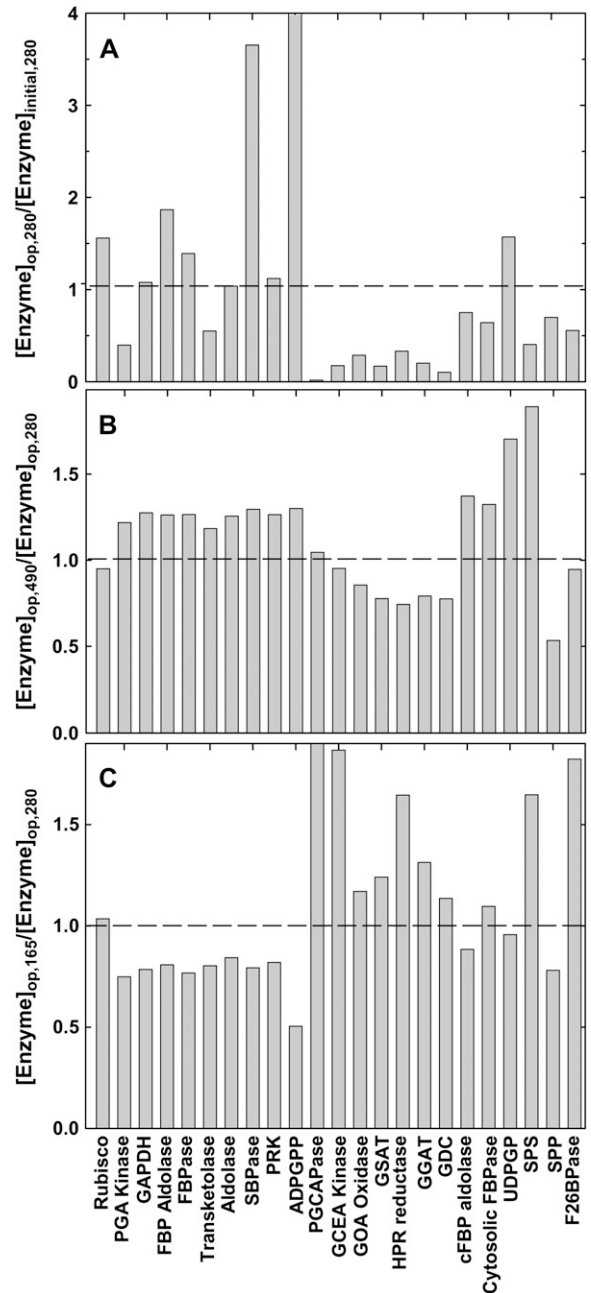 A
[Enzyme]op,280/[Enzyme]initial,280
4
3
2
1
0
B
[Enzyme]op,490/[Enzyme]op,280
1.5
1.0
0.5
0.0
C
[Enzyme]op,165/[Enzyme]op,280
1.5
1.0
0.5
0.0
Rubisco
PGA Kinase
GAPDH
FBP Aldolase
FBPase
Transketolase
Aldolase
SBPase
PRK
ADPGPP
PGCAPase
GCEA Kinase
GOA Oxidase
GSAT
HPR reductase
GGAT
GDC
cFBP aldolase
Cytosolic FBPase
UDPGP
SPS
SPP
F26BPase